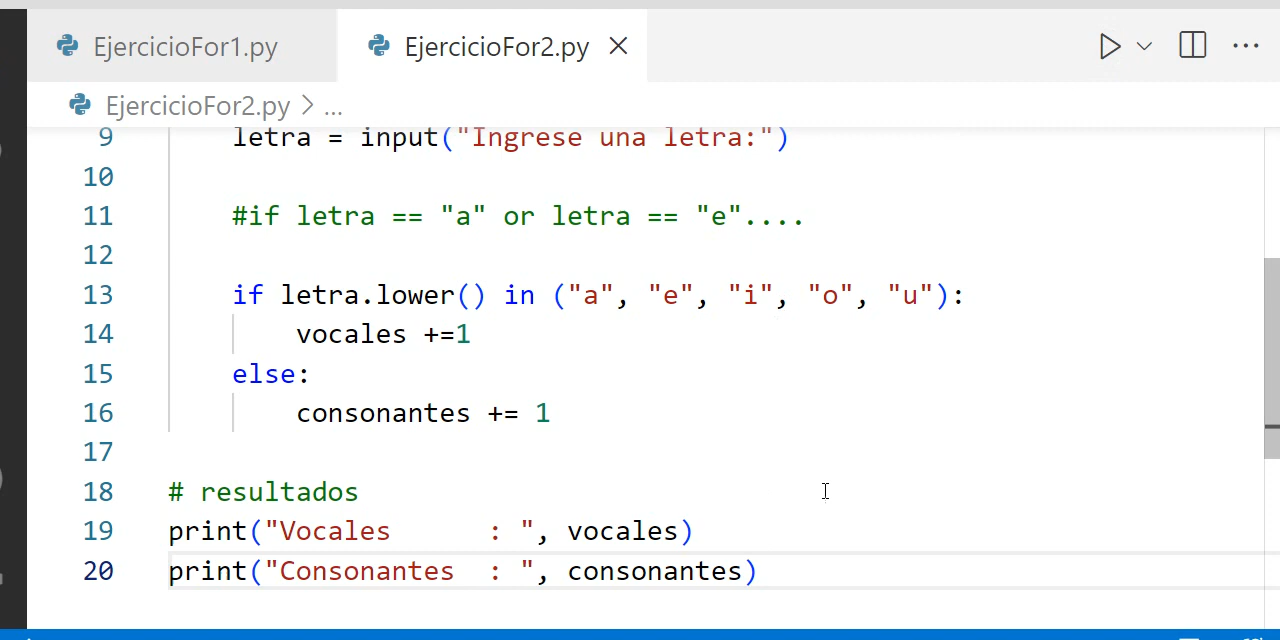 EjercicioFor1.py EjercicioFor2.py
EjercicioFor2.py > ...
9 letra = input("Ingrese una letra:")
10
11 #if letra == "a" or letra == "e"....
12
13 if letra.lower() in ("a", "e", "i", "o", "u"):
14 vocales +=1
15 else:
16 consonantes += 1
17
18 # resultados
19 print("Vocales      : ", vocales)
20 print("Consonantes  : ", consonantes)